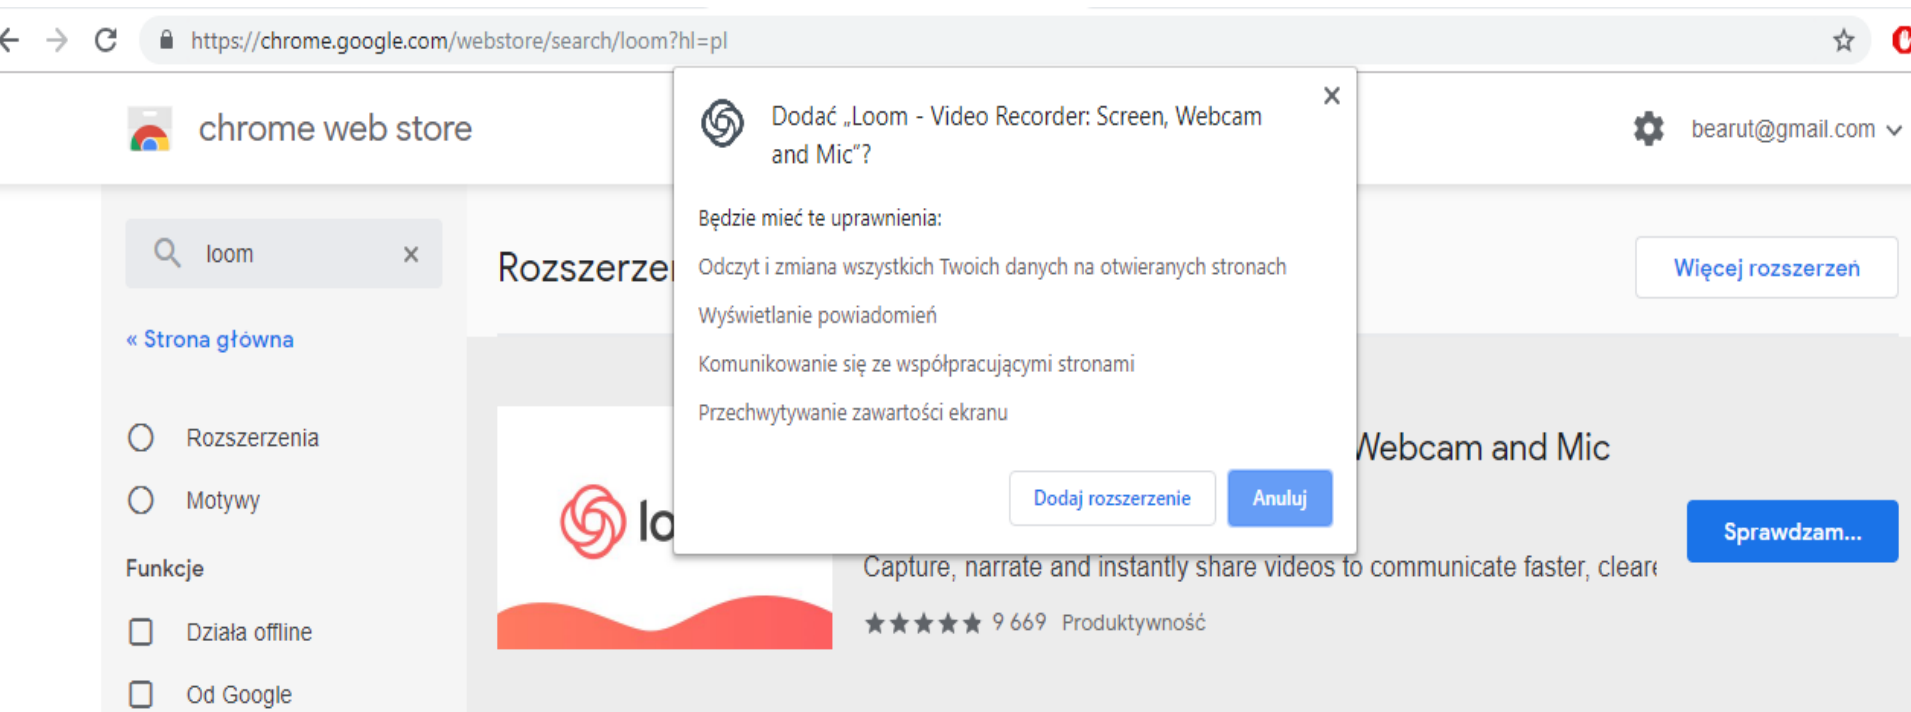 https://chrome.google.com/webstore/search/loom?hl=pl
chrome web store
bearut@gmail.com
Dodać „Loom - Video Recorder: Screen, Webcam
and Mic”?
Będzie mieć te uprawnienia:
Odczyt i zmiana wszystkich Twoich danych na otwieranych stronach
Wyświetlanie powiadomień
Komunikowanie się ze współpracującymi stronami
Przechwytywanie zawartości ekranu
Dodaj rozszerzenie
Anuluj
loom
« Strona główna
Rozszerzenia
Motywy
Funkcje
Działa offline
Od Google
Więcej rozszerzeń
lo
Webcam and Mic
Sprawdzam...
Capture, narrate and instantly share videos to communicate faster,
9 669 Produktywność